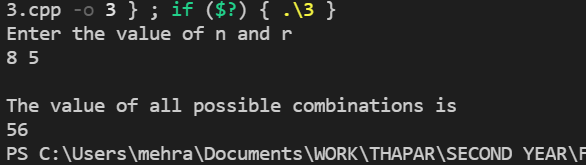 3.cpp -o 3 } ; if ($?) { .\3 }
Enter the value of n and r
8 5
The value of all possible combinations is
56
PS C:\Users\mehra\Documents\WORK\THAPAR\SECOND YEAR\